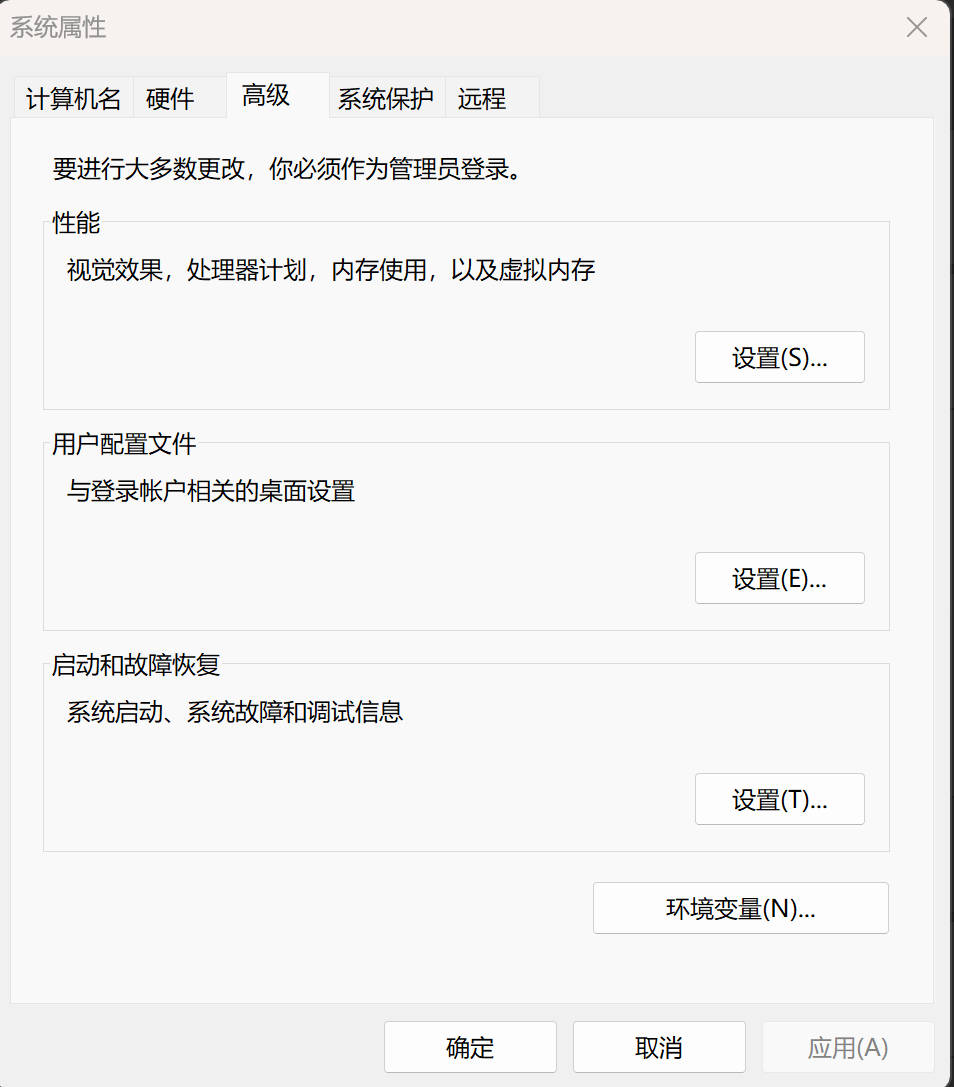 系统属性
计算机名 硬件 高级 系统保护 远程
要进行大多数更改，你必须作为管理员登录。
性能
视觉效果，处理器计划，内存使用，以及虚拟内存
设置(S)...
用户配置文件
与登录帐户相关的桌面设置
设置(E)...
启动和故障恢复
系统启动、系统故障和调试信息
设置(T)...
环境变量(N)...
确定 取消 应用(A)